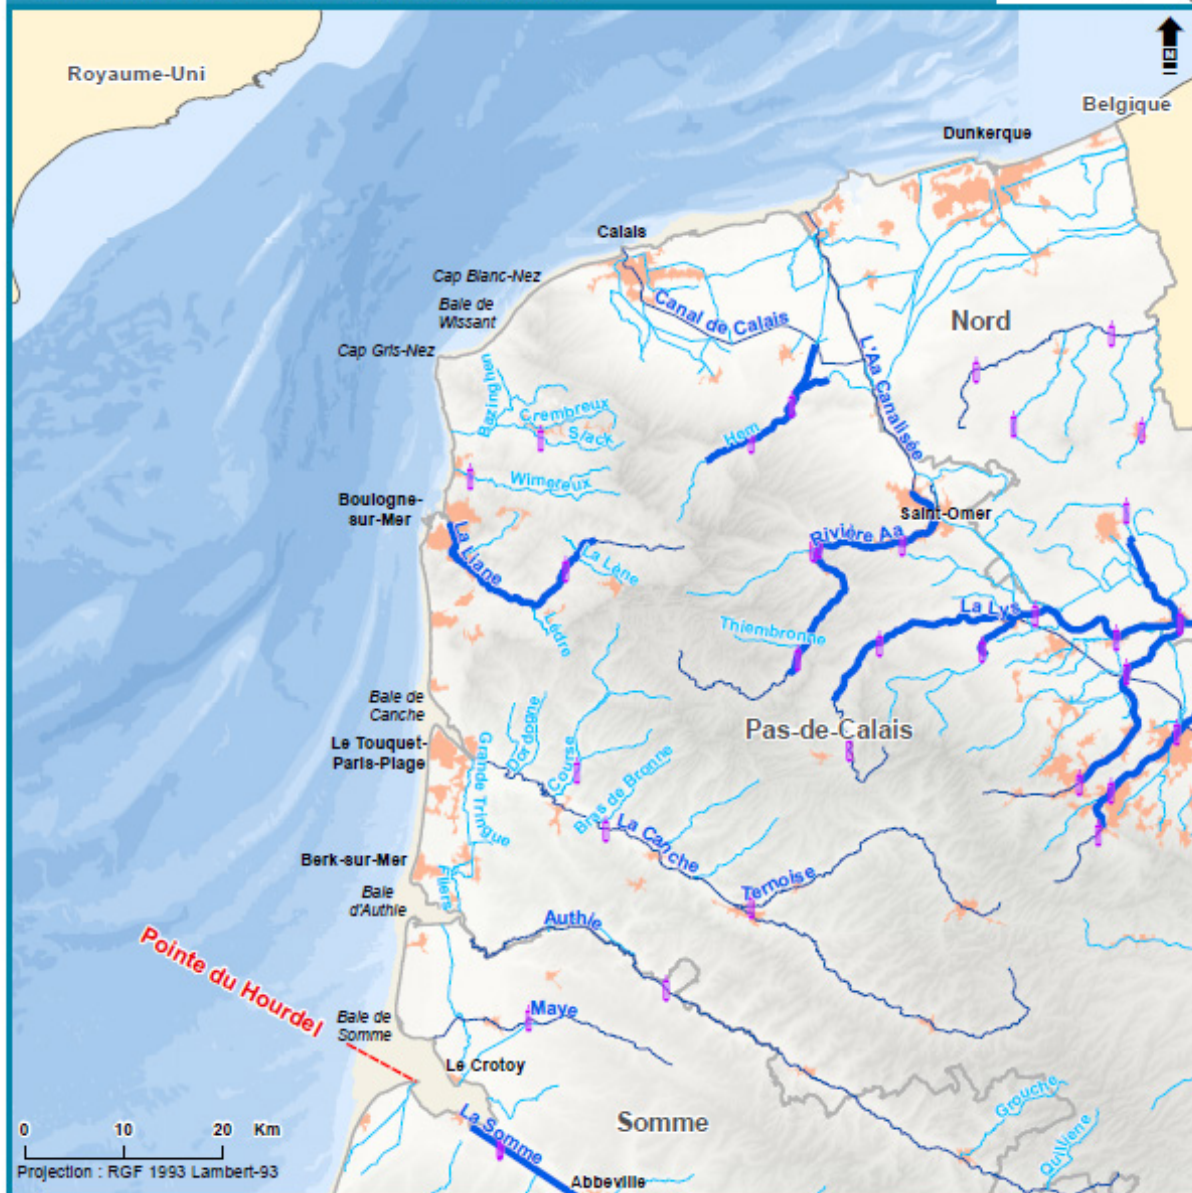 N
Royaume-Uni
Belgique
Dunkerque
Calais
Cap Blanc-Nez
Baie de
Wissant
Canal de Calais
Nord
Cap Gris-Nez
L'Aa Canalisée
Bazinghen
Crembreux
Slack
Hem
Wimereux
Boulogne-
sur-Mer
Saint-Omer
La Liane
Rivière Aa
La Lène
La Lys
Lèdre
Thiembronne
Baie de
Canche
Dordogne
Pas-de-Calais
Le Touquet-
Paris-Plage
Grande Tringue
Course
Bras de Bronne
La Canche
Berk-sur-Mer
Fliers
Ternoise
Baie
d'Authie
Authie
Pointe du Hourdel
Maye
Baie de
Somme
Le Crotoy
Grouche
La Somme
Somme
Quiliene
0 10 20 Km
Projection : RGF 1993 Lambert-93
Abbeville